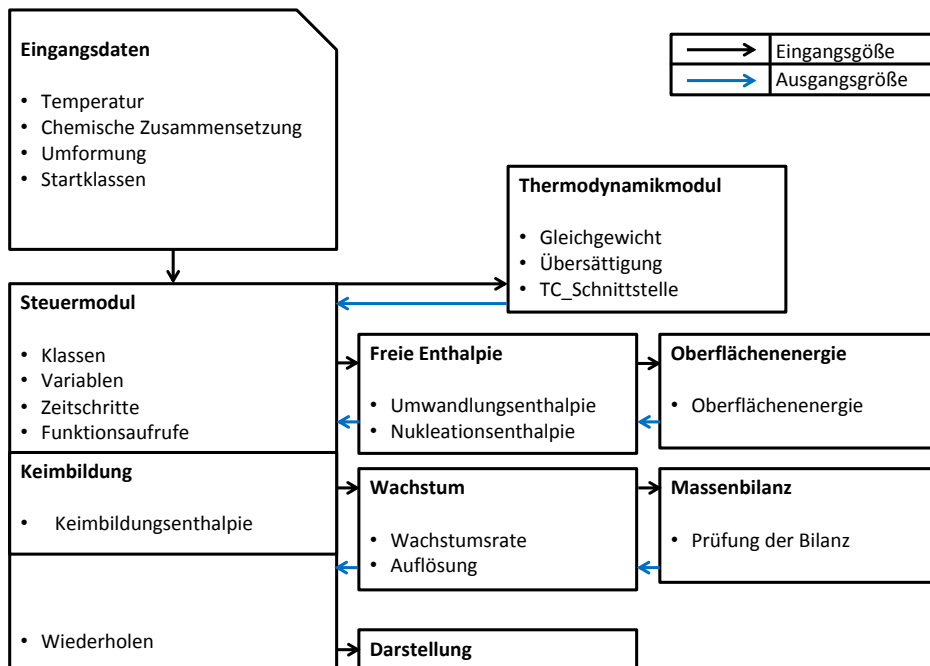 Eingangsdaten
• Temperatur
• Chemische Zusammensetzung
• Umformung
• Startklassen
Eingangsgöße
Ausgangsgröße
Thermodynamikmodul
• Gleichgewicht
• Übersättigung
• TC_Schnittstelle
Steuermodul
• Klassen
• Variablen
• Zeitschritte
• Funktionsaufrufe
Freie Enthalpie
• Umwandlungsenthalpie
• Nukleationsenthalpie
Oberflächenenergie
• Oberflächenenergie
Keimbildung
• Keimbildungsenthalpie
Wachstum
• Wachstumsrate
• Auflösung
Massenbilanz
• Prüfung der Bilanz
• Wiederholen
Darstellung